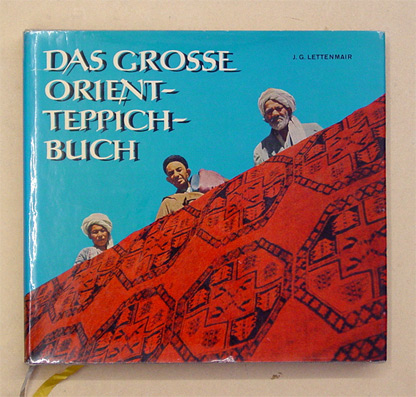 DAS GROSSE
ORIENT-
TEPPICH-
BUCH
J. G. LETTENMAIR